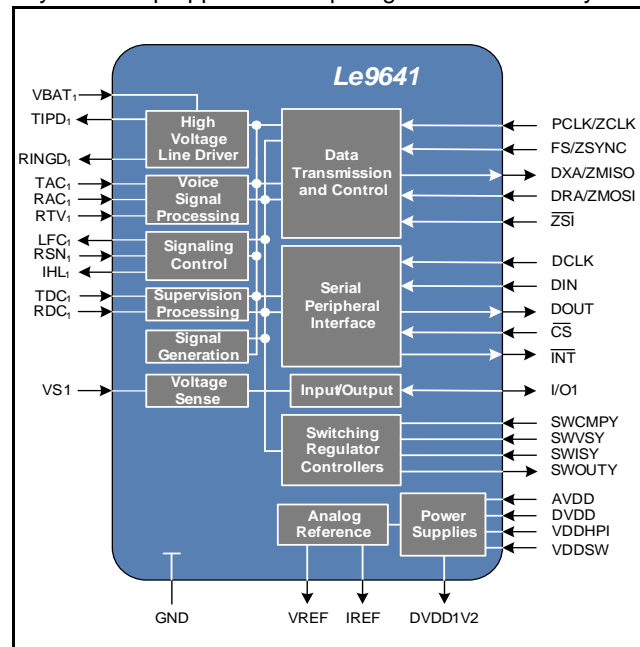 Le9641
VBAT₁
TIPD₁
RINGD₁
TAC₁
RAC₁
RTV₁
LFC₁
RSN₁
IHL₁
TDC₁
RDC₁
VS1
High
Voltage
Line Driver
Voice
Signal
Processing
Signaling
Control
Supervision
Processing
Signal
Generation
Voltage
Sense
Data
Transmission
and Control
Serial
Peripheral
Interface
Input/Output
Switching
Regulator
Controllers
Analog
Reference
Power
Supplies
PCLK/ZCLK
FS/ZSYNC
DXA/ZMISO
DRA/ZMOSI
ZSI
DCLK
DIN
DOUT
CS
INT
I/O1
SWCMPY
SWVSY
SWISY
SWOUTY
AVDD
DVDD
VDDHPI
VDDSW
GND
VREF
IREF
DVDD1V2